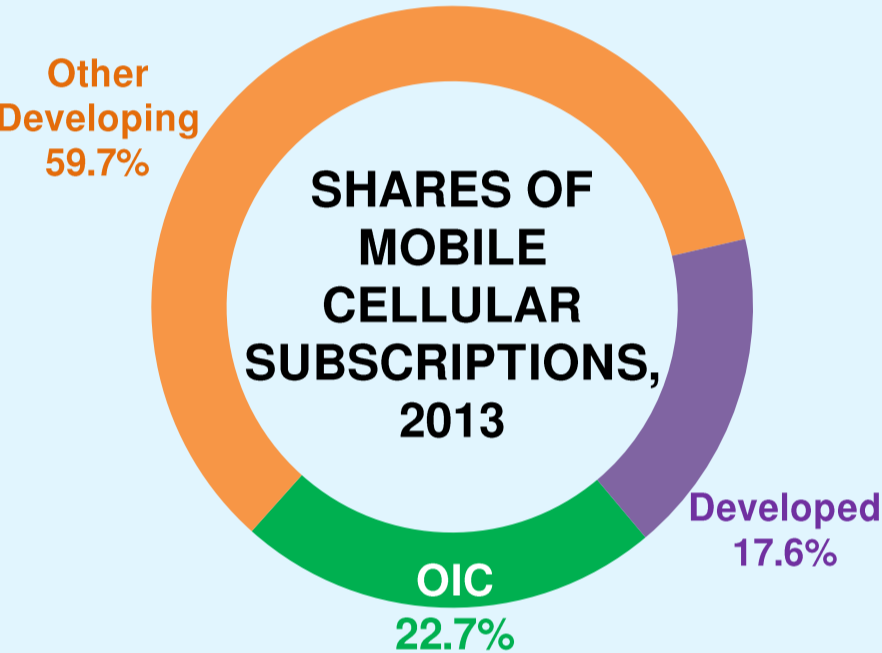 Other
Developing
59.7%
SHARES OF
MOBILE
CELLULAR
SUBSCRIPTIONS,
2013
Developed
17.6%
OIC
22.7%